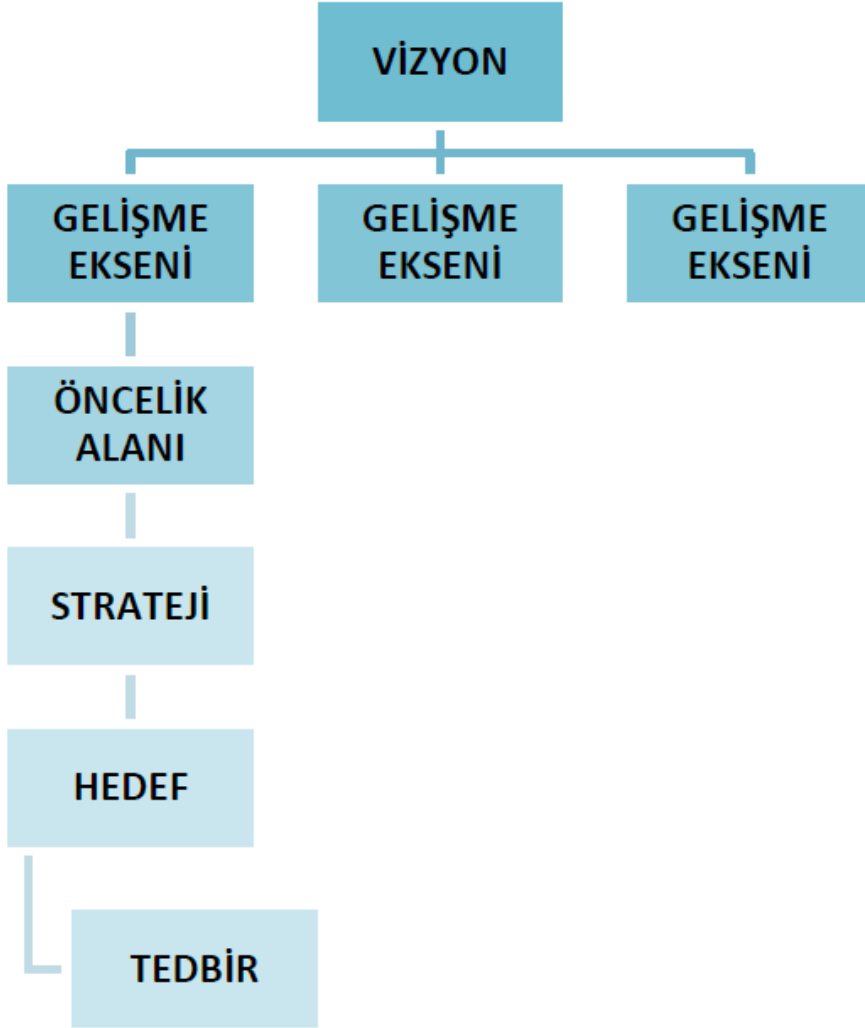 VİZYON
GELİŞME
EKSENİ
GELİŞME
EKSENİ
GELİŞME
EKSENİ
ÖNCELİK
ALANI
STRATEJİ
HEDEF
TEDBİR